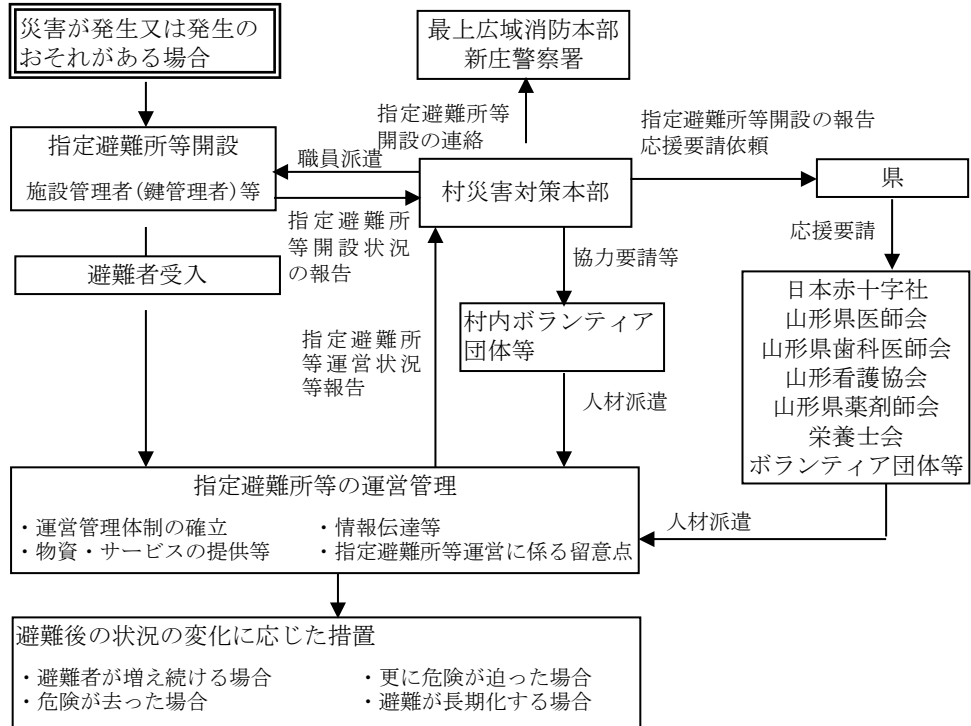 災害が発生又は発生の
おそれがある場合
最上広域消防本部
新庄警察署
指定避難所等
開設の連絡
指定避難所等開設の報告
応援要請依頼
指定避難所等開設
施設管理者(鍵管理者)等
職員派遣
村災害対策本部
県
指定避難所
等開設状況
の報告
応援要請
避難者受入
協力要請等
日本赤十字社
山形県医師会
山形県歯科医師会
山形看護協会
山形県薬剤師会
栄養士会
ボランティア団体等
村内ボランティア
団体等
指定避難所
等運営状況
等報告
人材派遣
指定避難所等の運営管理
・運営管理体制の確立
・情報伝達等
・物資・サービスの提供等
・指定避難所等運営に係る留意点
人材派遣
避難後の状況の変化に応じた措置
・避難者が増え続ける場合
・更に危険が迫った場合
・危険が去った場合
・避難が長期化する場合